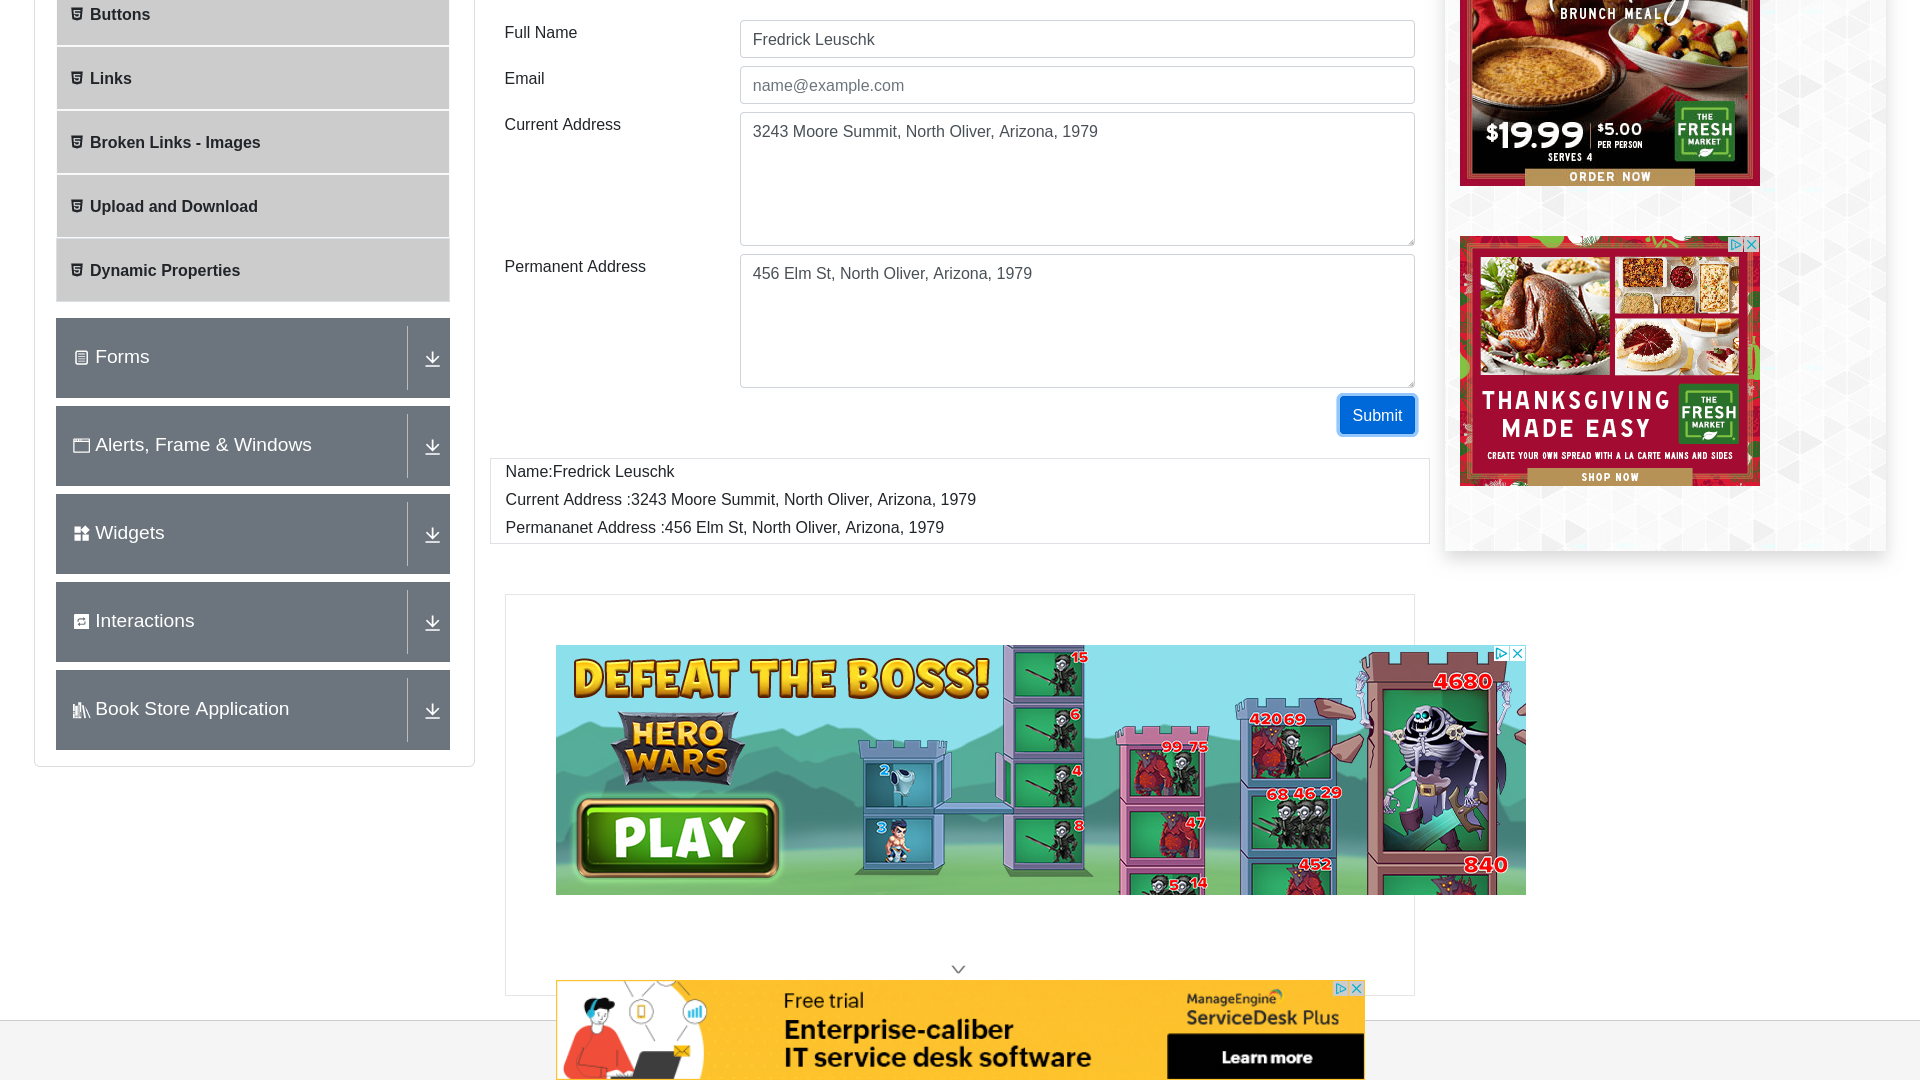 Buttons
Links
Broken Links - Images
Upload and Download
Dynamic Properties
Forms
Alerts, Frame & Windows
Widgets
Interactions
Book Store Application
Full Name
Fredrick Leuschk
Email
name@example.com
Current Address
3243 Moore Summit, North Oliver, Arizona, 1979
Permanent Address
456 Elm St, North Oliver, Arizona, 1979
Submit
Name:Fredrick Leuschk
Current Address :3243 Moore Summit, North Oliver, Arizona, 1979
Permananet Address :456 Elm St, North Oliver, Arizona, 1979
BRUNCH MEAL
$19.99
SERVES 4
$5.00
PER PERSON
THE
FRESH
MARKET
ORDER NOW
THANKSGIVING
MADE EASY
THE
FRESH
MARKET
CREATE YOUR OWN SPREAD WITH A LA CARTE MAINS AND SIDES
SHOP NOW
DEFEAT THE BOSS!
HERO
WARS
PLAY
2
3
15
6
4
8
99 75
47
5 14
420 69
68 46 29
452
4680
840
Free trial
Enterprise-caliber
IT service desk software
ManageEngine
ServiceDesk Plus
Learn more